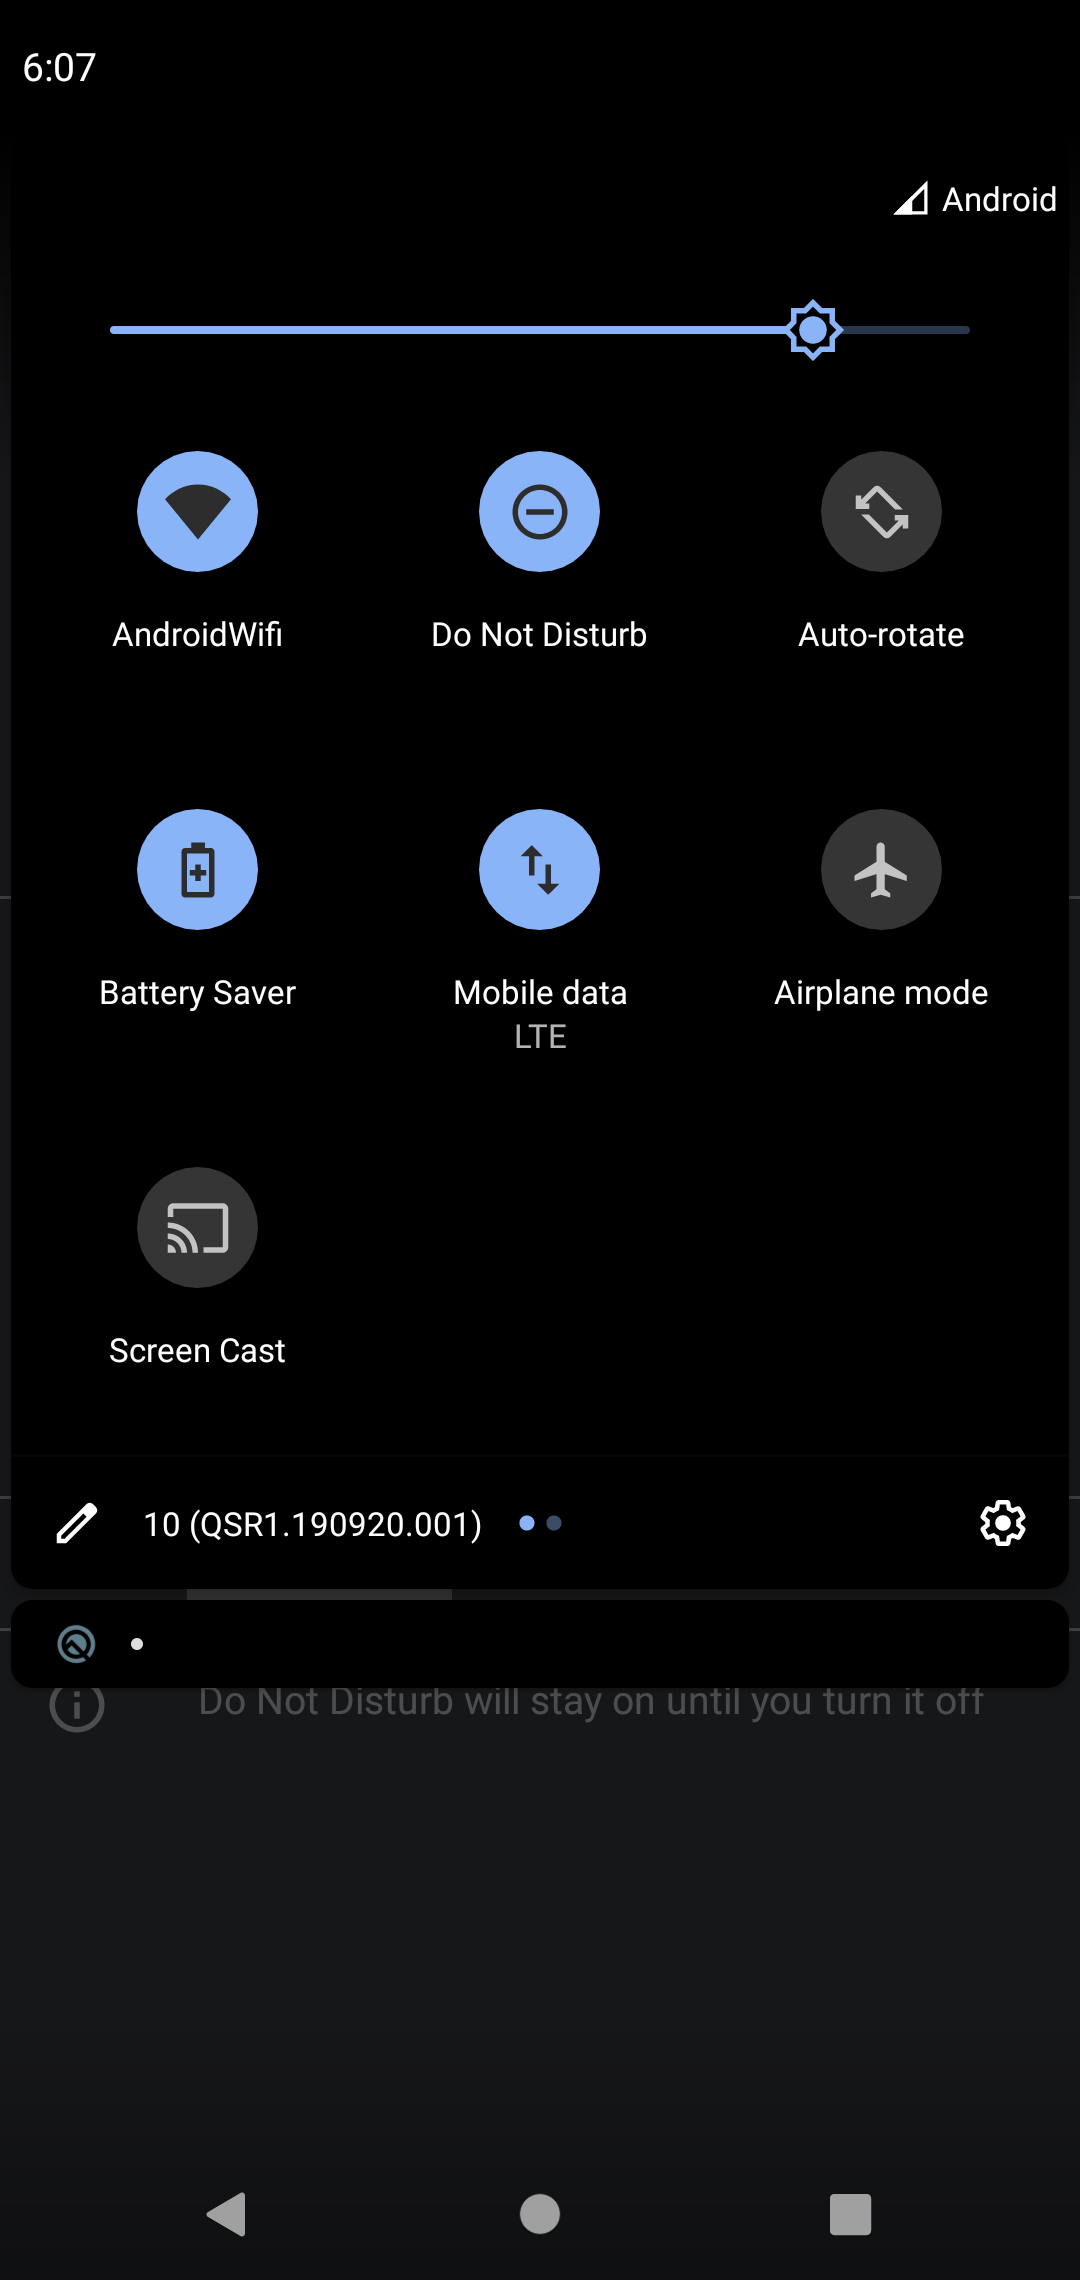 6:07
Android
AndroidWifi
Do Not Disturb
Auto-rotate
Battery Saver
Mobile data
LTE
Airplane mode
Screen Cast
10 (QSR1.190920.001)
Do Not Disturb will stay on until you turn it off